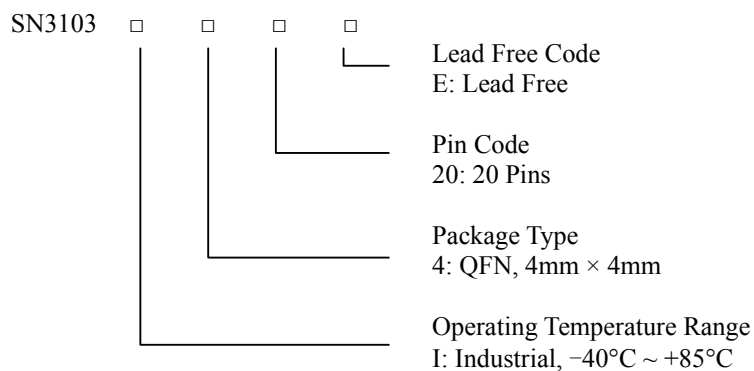 SN3103 □ □ □ □
Lead Free Code
E: Lead Free
Pin Code
20: 20 Pins
Package Type
4: QFN, 4mm × 4mm
Operating Temperature Range
I: Industrial, −40°C ~ +85°C